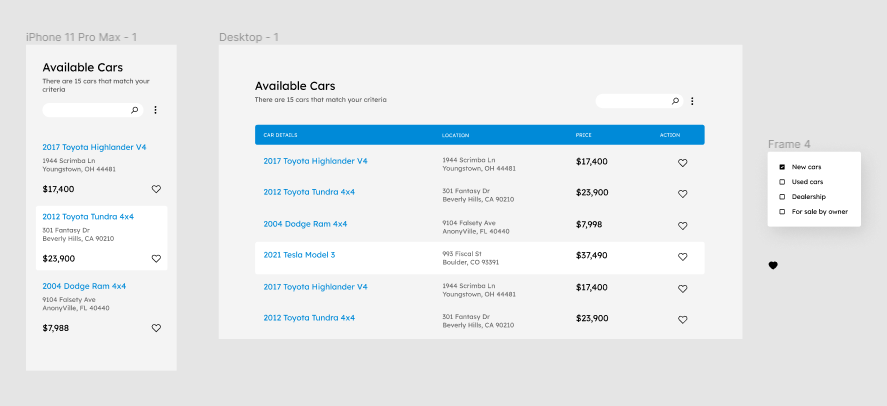 iPhone 11 Pro Max - 1
Available Cars
There are 15 cars that match your
criteria
2017 Toyota Highlander V4
1944 Scrimba Ln
Youngstown, OH 44481
$17,400
2012 Toyota Tundra 4x4
301 Fantasy Dr
Beverly Hills, CA 90210
$23,900
2004 Dodge Ram 4x4
9104 Falsety Ave
AnonyVille, FL 40440
$7,988
Desktop - 1
Available Cars
There are 15 cars that match your criteria
CAR DETAILS LOCATION PRICE ACTION
2017 Toyota Highlander V4
1944 Scrimba Ln
Youngstown, OH 44481
$17,400
2012 Toyota Tundra 4x4
301 Fantasy Dr
Beverly Hills, CA 90210
$23,900
2004 Dodge Ram 4x4
9104 Falsety Ave
AnonyVille, FL 40440
$7,998
2021 Tesla Model 3
993 Fiscal St
Boulder, CO 93391
$37,490
2017 Toyota Highlander V4
1944 Scrimba Ln
Youngstown, OH 44481
$17,400
2012 Toyota Tundra 4x4
301 Fantasy Dr
Beverly Hills, CA 90210
$23,900
Frame 4
New cars
Used cars
Dealership
For sale by owner